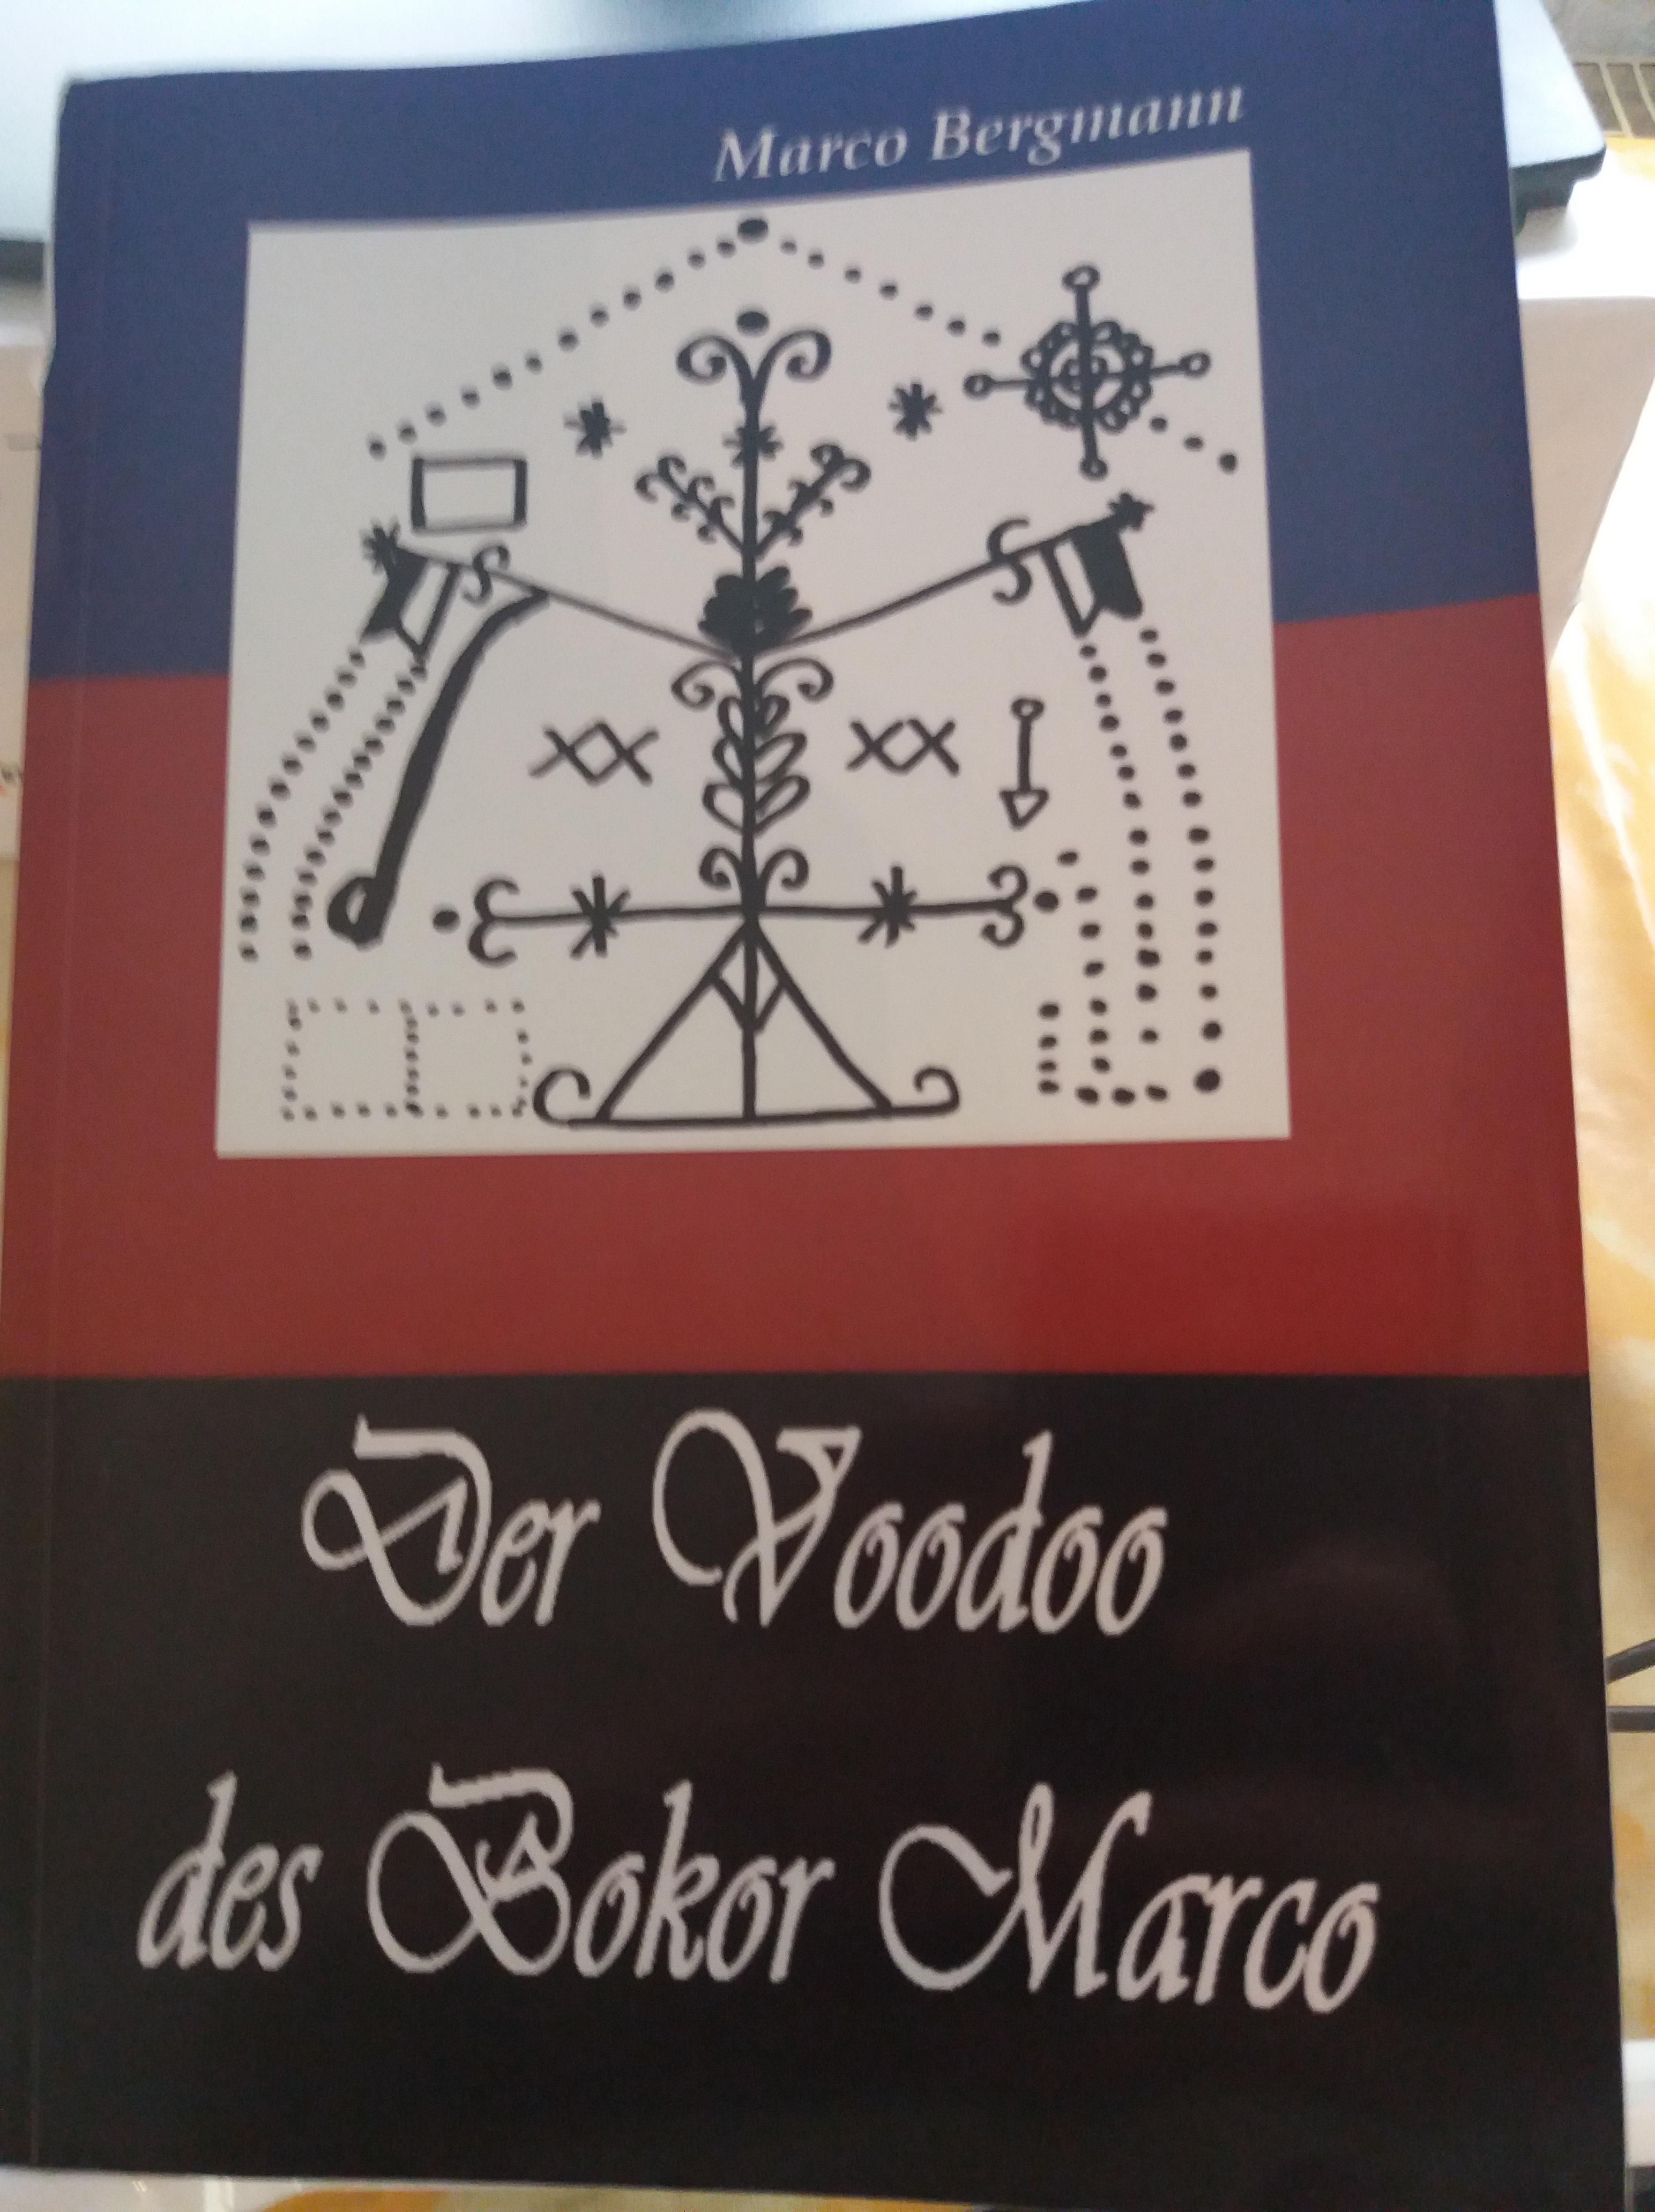 Marco Bergmann
Der Voodoo
des Bokor Marco